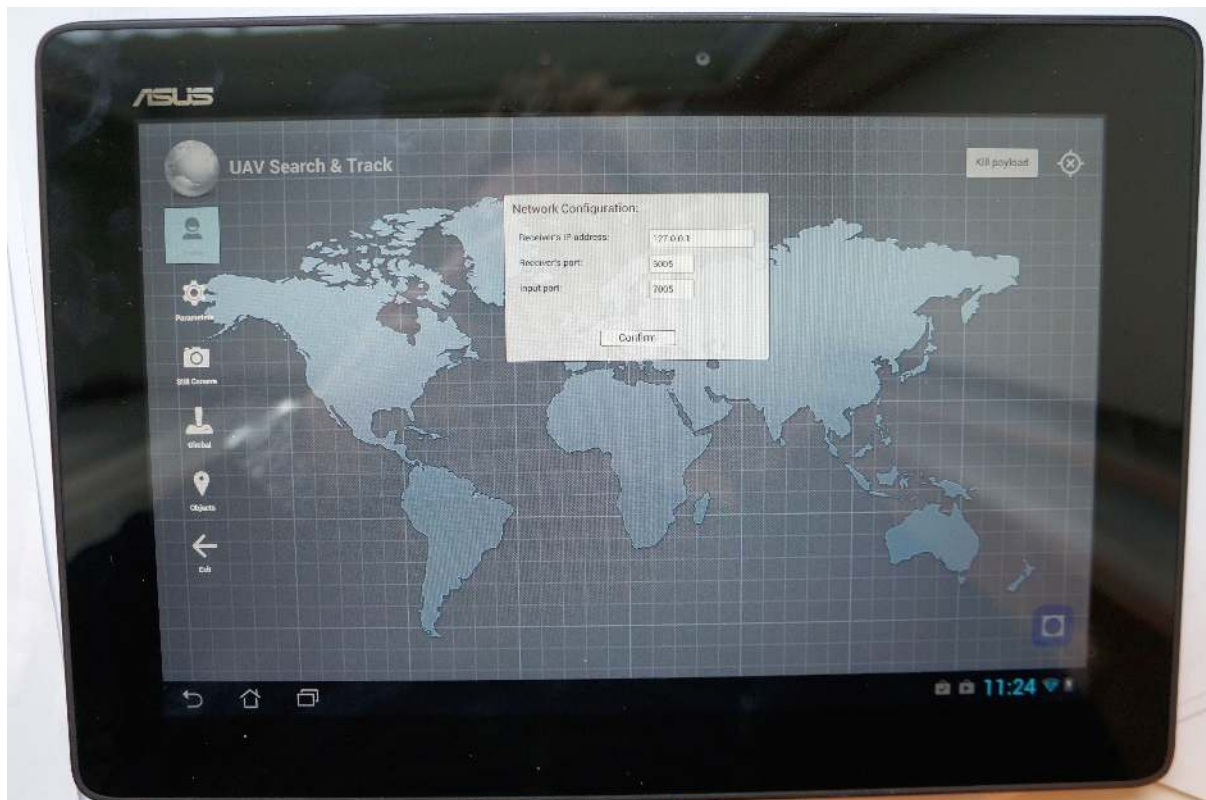 ASUS
UAV Search & Track
Kill payload
Network Configuration:
Receiver's IP address:
127.0.0.1
Receiver's port:
5005
Input port:
7005
Confirm
Parameters
Still Camera
Gimbal
Objects
Exit
11:24